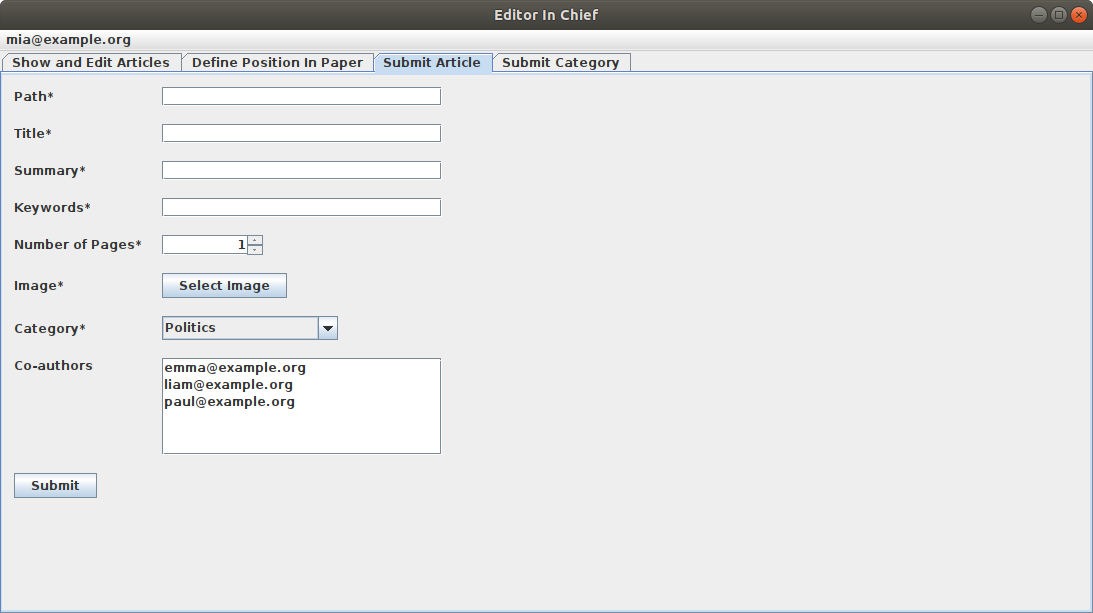 Editor In Chief
mia@example.org
Show and Edit Articles Define Position In Paper Submit Article Submit Category
Path*
Title*
Summary*
Keywords*
Number of Pages* 1
Image* Select Image
Category* Politics
Co-authors emma@example.org
liam@example.org
paul@example.org
Submit